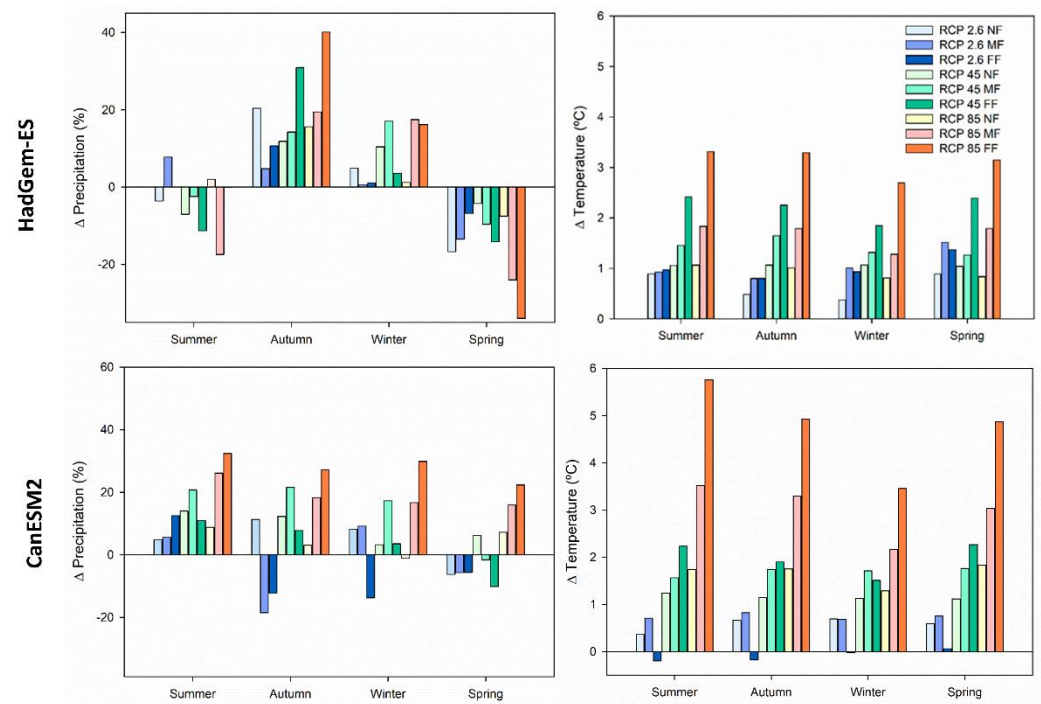 HadGem-ES
Δ Precipitation (%)
40
20
0
-20
Summer
Autumn
Winter
Spring
Δ Temperature (ºC)
6
5
4
3
2
1
0
RCP 2.6 NF
RCP 2.6 MF
RCP 2.6 FF
RCP 45 NF
RCP 45 MF
RCP 45 FF
RCP 85 NF
RCP 85 MF
RCP 85 FF
Summer
Autumn
Winter
Spring
CanESM2
Δ Precipitation (%)
60
40
20
0
-20
Summer
Autumn
Winter
Spring
Δ Temperature (ºC)
6
5
4
3
2
1
0
Summer
Autumn
Winter
Spring